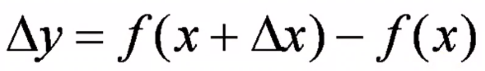 Δy = f(x + Δx) − f(x)